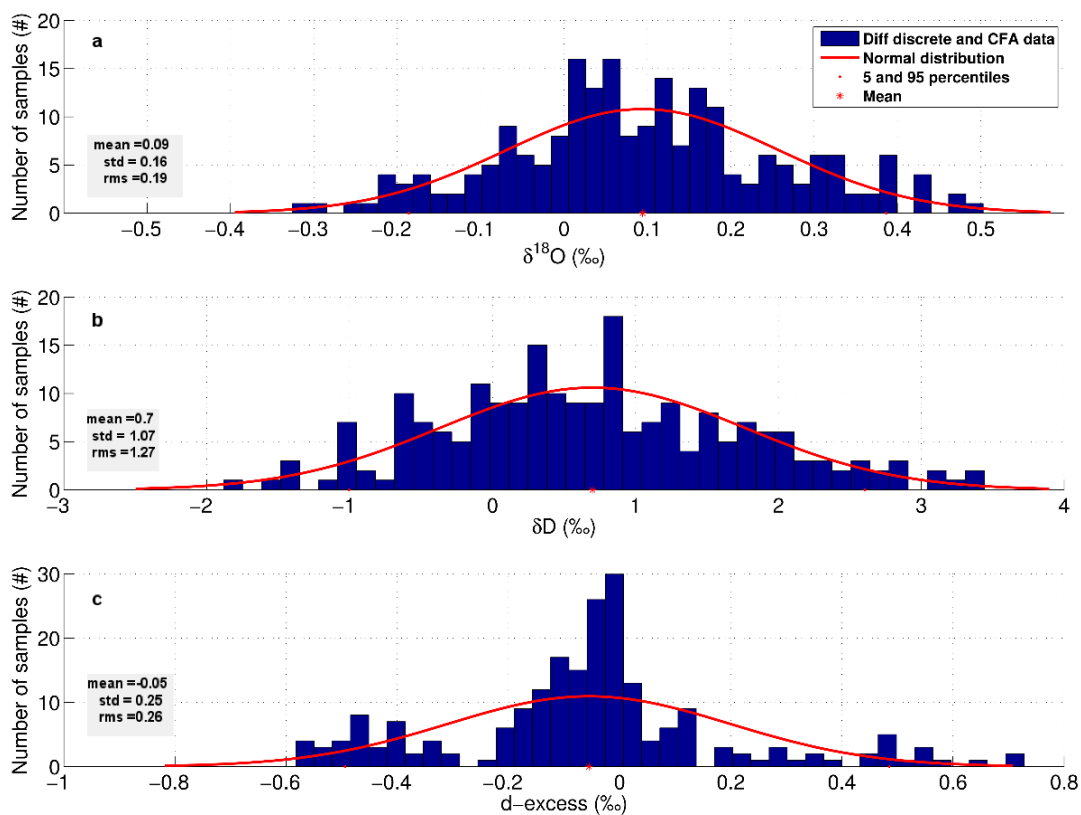 20
15
10
5
0
Number of samples (#)
a
mean =0.09
std = 0.16
rms = 0.19
Diff discrete and CFA data
Normal distribution
5 and 95 percentiles
Mean
−0.5 −0.4 −0.3 −0.2 −0.1 0 0.1 0.2 0.3 0.4 0.5
δ¹⁸O (‰)
20
15
10
5
0
Number of samples (#)
b
mean =0.7
std = 1.07
rms = 1.27
−3 −2 −1 0 1 2 3 4
δD (‰)
30
20
10
0
Number of samples (#)
c
mean =-0.05
std = 0.25
rms =0.26
−1 −0.8 −0.6 −0.4 −0.2 0 0.2 0.4 0.6 0.8
d−excess (‰)